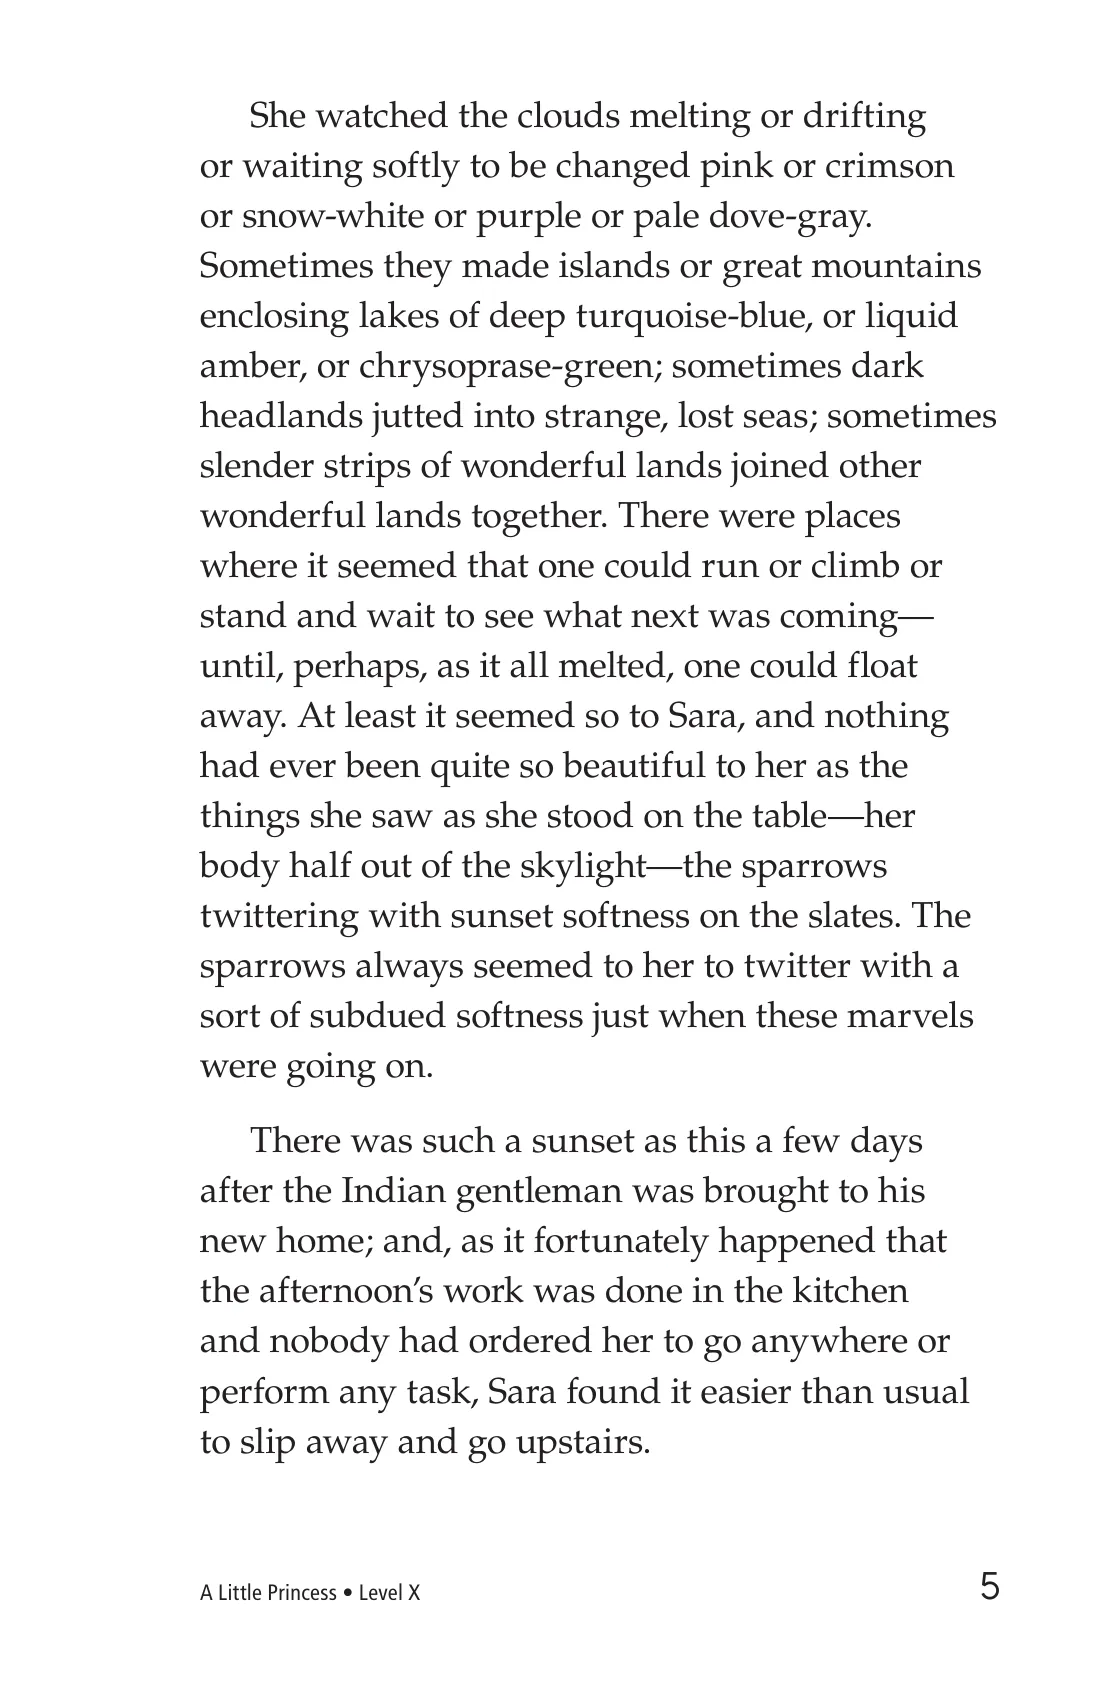 She watched the clouds melting or drifting
or waiting softly to be changed pink or crimson
or snow-white or purple or pale dove-gray.
Sometimes they made islands or great mountains
enclosing lakes of deep turquoise-blue, or liquid
amber, or chrysoprase-green; sometimes dark
headlands jutted into strange, lost seas; sometimes
slender strips of wonderful lands joined other
wonderful lands together. There were places
where it seemed that one could run or climb or
stand and wait to see what next was coming—
until, perhaps, as it all melted, one could float
away. At least it seemed so to Sara, and nothing
had ever been quite so beautiful to her as the
things she saw as she stood on the table—her
body half out of the skylight—the sparrows
twittering with sunset softness on the slates. The
sparrows always seemed to her to twitter with a
sort of subdued softness just when these marvels
were going on.
There was such a sunset as this a few days
after the Indian gentleman was brought to his
new home; and, as it fortunately happened that
the afternoon’s work was done in the kitchen
and nobody had ordered her to go anywhere or
perform any task, Sara found it easier than usual
to slip away and go upstairs.
A Little Princess • Level X
5